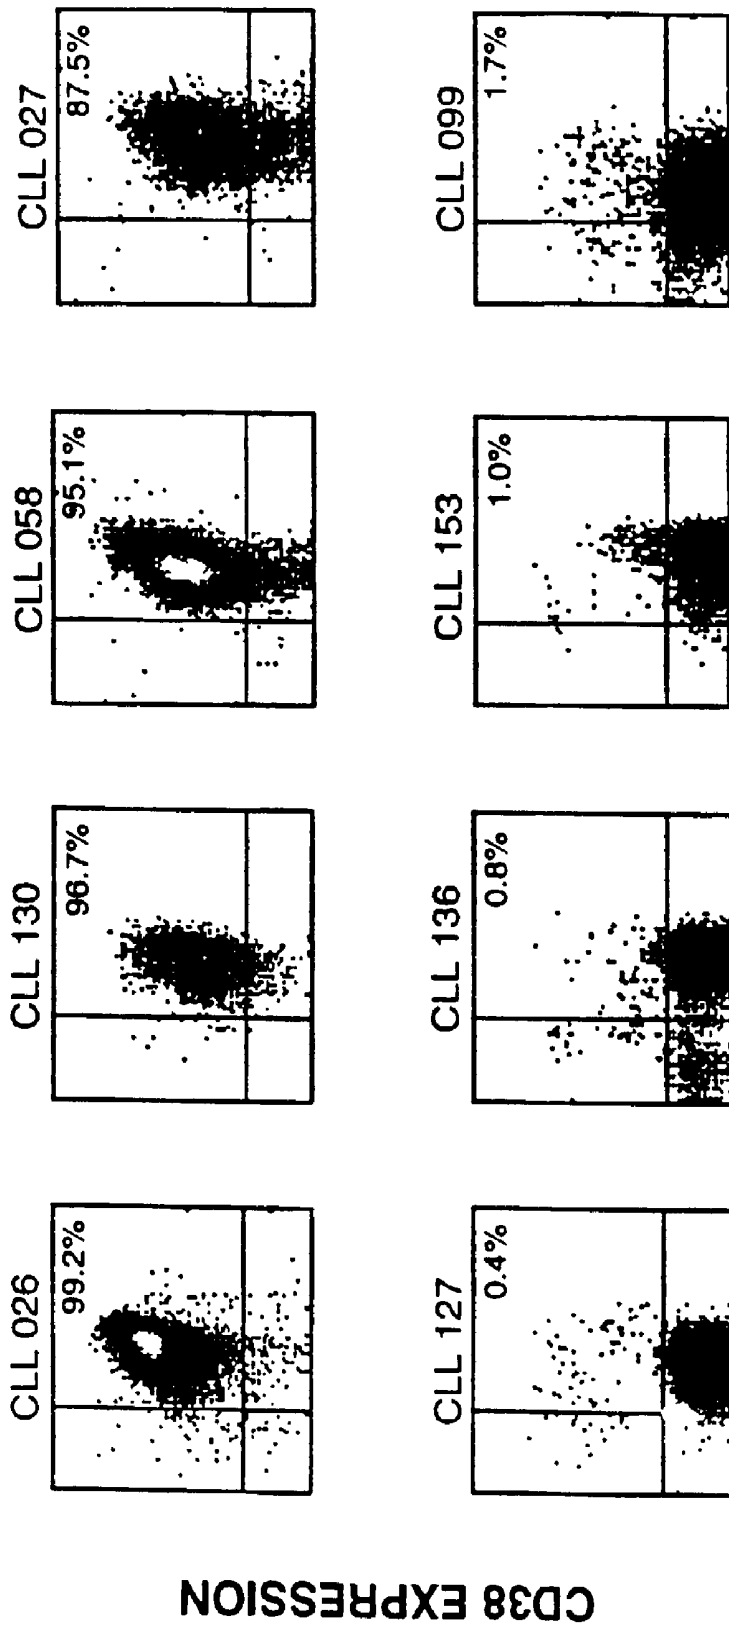 CD38 EXPRESSION
CLL 026
99.2%
CLL 130
96.7%
CLL 058
95.1%
CLL 027
87.5%
CLL 127
0.4%
CLL 136
0.8%
CLL 153
1.0%
CLL 099
1.7%